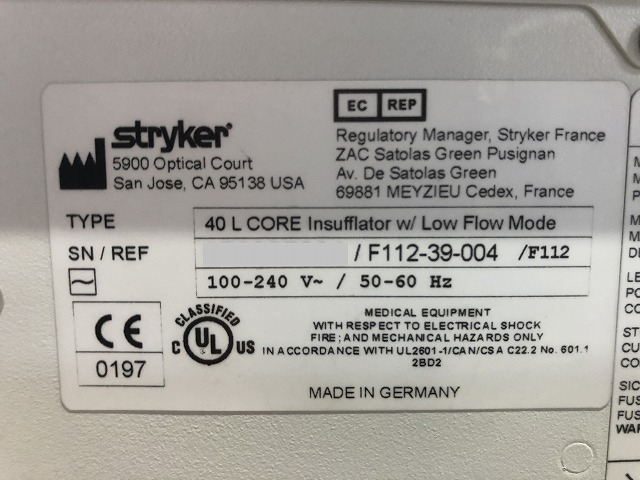 stryker®
5900 Optical Court
San Jose, CA 95138 USA
EC REP
Regulatory Manager, Stryker France
ZAC Satolas Green Pusignan
Av. De Satolas Green
69881 MEYZIEU Cedex, France
TYPE
40 L CORE Insufflator w/ Low Flow Mode
SN / REF
/ F112-39-004 /F112
100-240 V~ / 50-60 Hz
CE
0197
CLASSIFIED
C UL US
MEDICAL EQUIPMENT
WITH RESPECT TO ELECTRICAL SHOCK
FIRE; AND MECHANICAL HAZARDS ONLY
IN ACCORDANCE WITH UL2601-1/CAN/CSA C22.2 No. 601.1
2BD2
MADE IN GERMANY